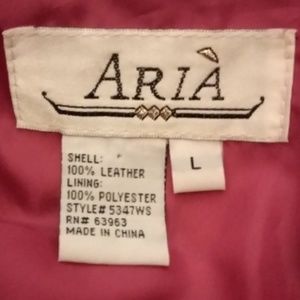 ARIÀ
L
SHELL:
100% LEATHER
LINING:
100% POLYESTER
STYLE# 5347WS
RN# 63963
MADE IN CHINA